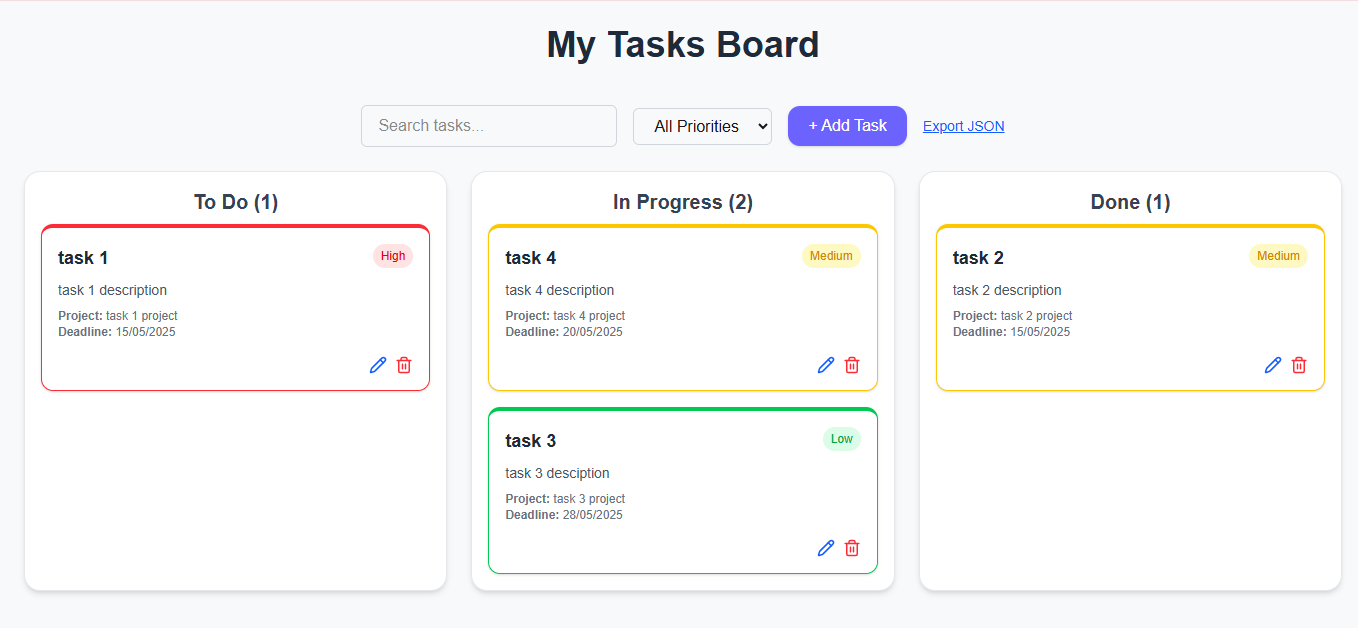 My Tasks Board
Search tasks...
All Priorities
+ Add Task
Export JSON
To Do (1)
task 1
High
task 1 description
Project: task 1 project
Deadline: 15/05/2025
In Progress (2)
task 4
Medium
task 4 description
Project: task 4 project
Deadline: 20/05/2025
task 3
Low
task 3 desciption
Project: task 3 project
Deadline: 28/05/2025
Done (1)
task 2
Medium
task 2 description
Project: task 2 project
Deadline: 15/05/2025